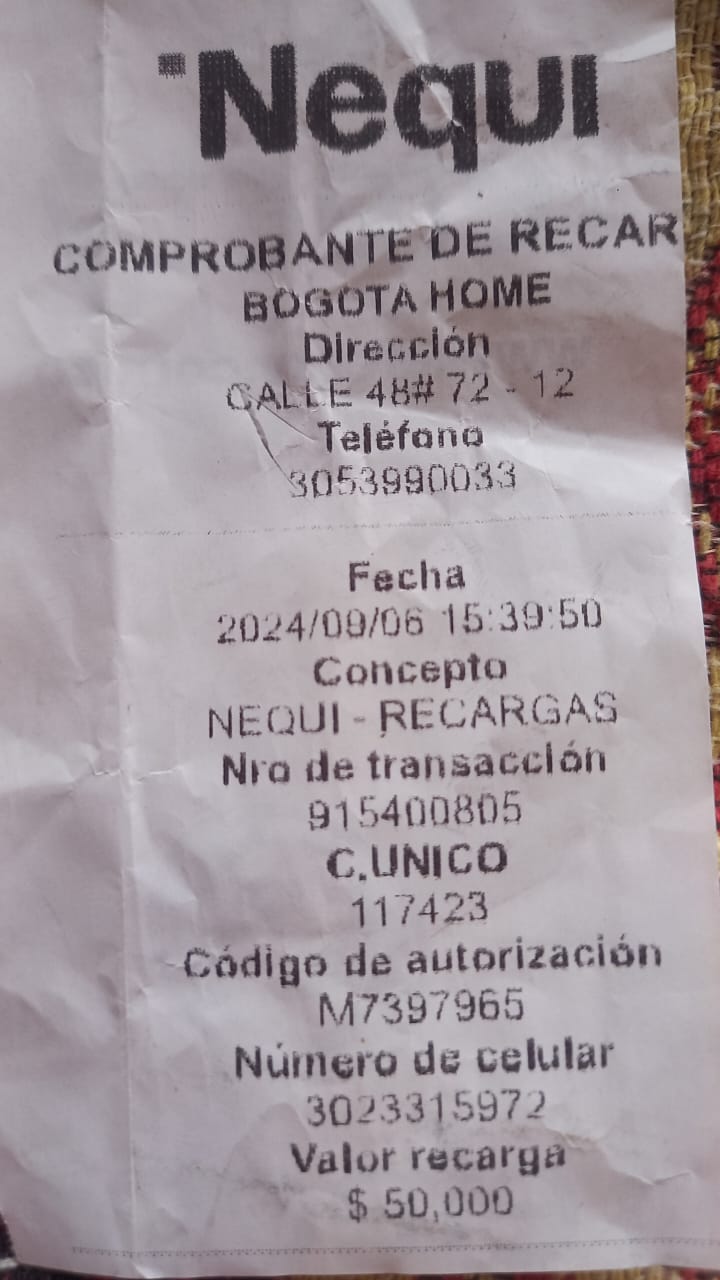 Nequi
COMPROBANTE DE RECAR
BOGOTA HOME
Dirección
CALLE 48# 72 - 12
Teléfono
3053990033
Fecha
2024/09/06 15:39:50
Concepto
NEQUI - RECARGAS
Nro de transacción
915400805
C.UNICO
117423
Código de autorización
M7397965
Número de celular
3023315972
Valor recarga
$ 50,000